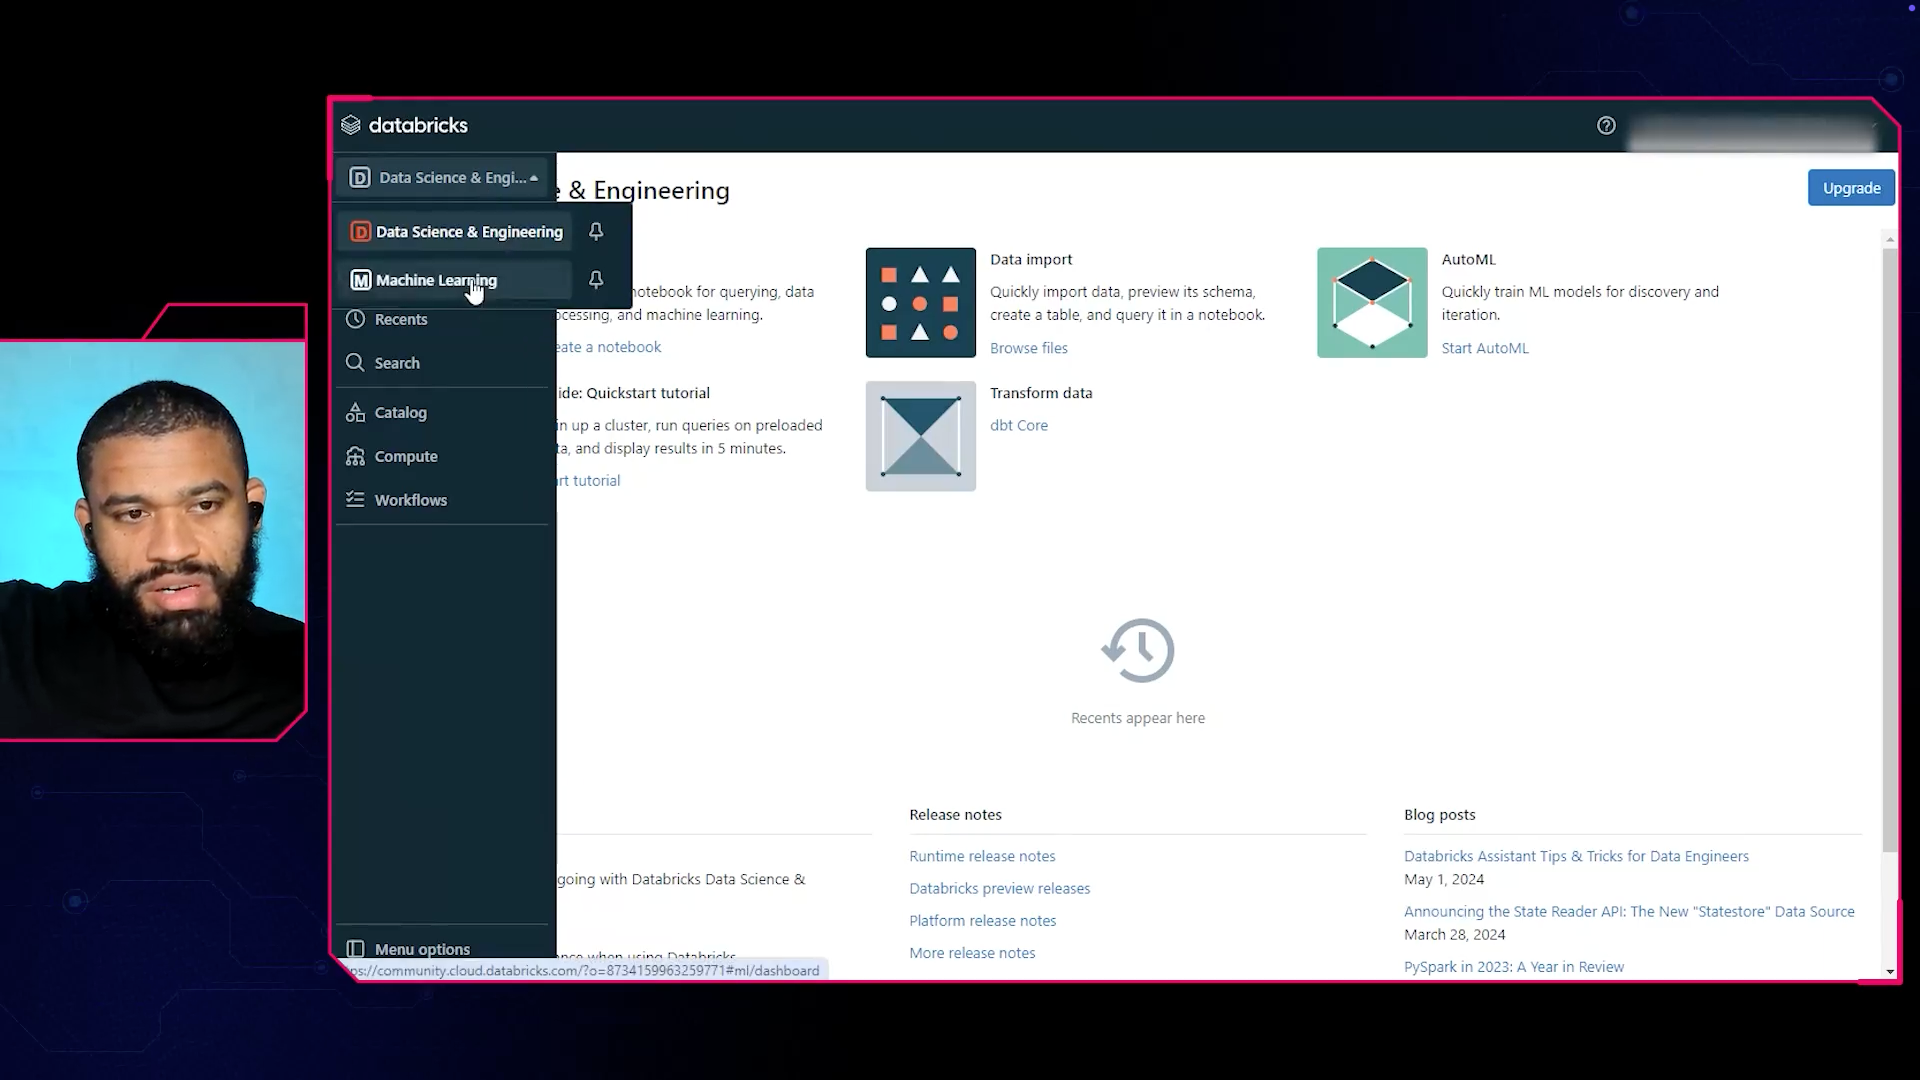 databricks
Data Science & Engi...
& Engineering
Upgrade
Data Science & Engineering
Machine Learning
Recents
Search
Catalog
Compute
Workflows
Menu options
notebook for querying, data
ocessing, and machine learning.
eate a notebook
Data import
Quickly import data, preview its schema,
create a table, and query it in a notebook.
Browse files
AutoML
Quickly train ML models for discovery and
iteration.
Start AutoML
ide: Quickstart tutorial
in up a cluster, run queries on preloaded
ta, and display results in 5 minutes.
rt tutorial
Transform data
dbt Core
Recents appear here
going with Databricks Data Science &
nce when using Databricks
Release notes
Runtime release notes
Databricks preview releases
Platform release notes
More release notes
Blog posts
Databricks Assistant Tips & Tricks for Data Engineers
May 1, 2024
Announcing the State Reader API: The New "Statestore" Data Source
March 28, 2024
PySpark in 2023: A Year in Review
ps://community.cloud.databricks.com/?o=8734159963259771#ml/dashboard